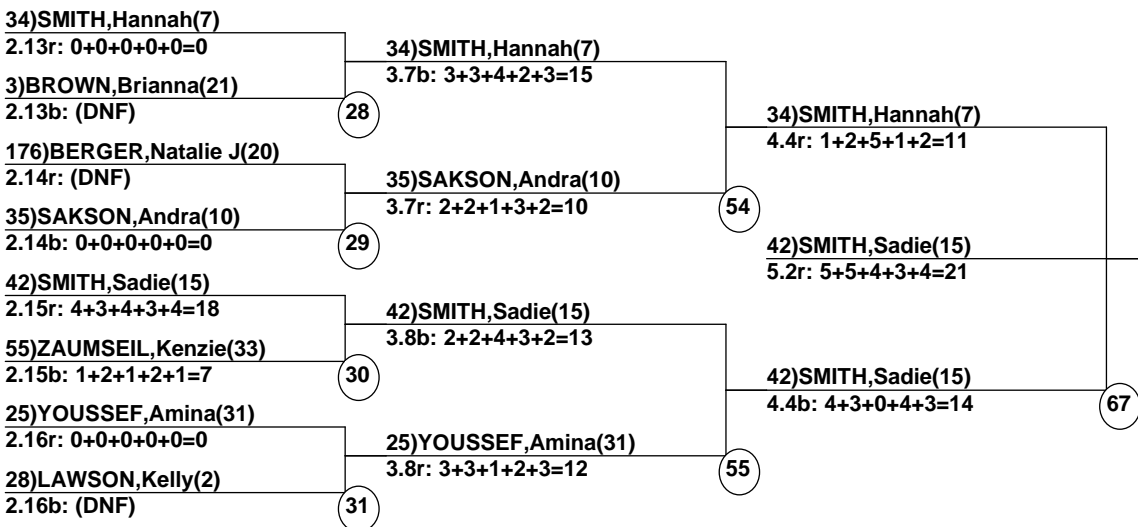 34)SMITH,Hannah(7)
2.13r: 0+0+0+0+0=0
3)BROWN,Brianna(21)
2.13b: (DNF)
28
176)BERGER,Natalie J(20)
2.14r: (DNF)
35)SAKSON,Andra(10)
2.14b: 0+0+0+0+0=0
29
42)SMITH,Sadie(15)
2.15r: 4+3+4+3+4=18
55)ZAUMSEIL,Kenzie(33)
2.15b: 1+2+1+2+1=7
30
25)YOUSSEF,Amina(31)
2.16r: 0+0+0+0+0=0
28)LAWSON,Kelly(2)
2.16b: (DNF)
31
34)SMITH,Hannah(7)
3.7b: 3+3+4+2+3=15
35)SAKSON,Andra(10)
3.7r: 2+2+1+3+2=10
54
42)SMITH,Sadie(15)
3.8b: 2+2+4+3+2=13
25)YOUSSEF,Amina(31)
3.8r: 3+3+1+2+3=12
55
34)SMITH,Hannah(7)
4.4r: 1+2+5+1+2=11
42)SMITH,Sadie(15)
5.2r: 5+5+4+3+4=21
42)SMITH,Sadie(15)
4.4b: 4+3+0+4+3=14
67